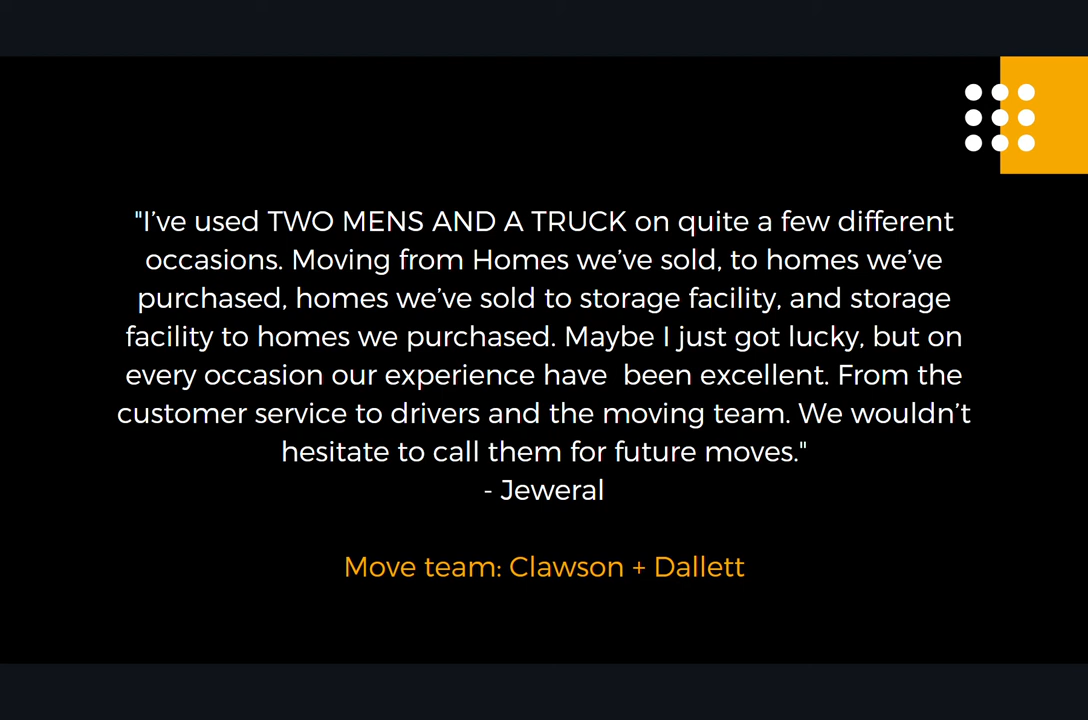 "I’ve used TWO MENS AND A TRUCK on quite a few different
occasions. Moving from Homes we’ve sold, to homes we’ve
purchased, homes we’ve sold to storage facility, and storage
facility to homes we purchased. Maybe I just got lucky, but on
every occasion our experience have  been excellent. From the
customer service to drivers and the moving team. We wouldn’t
hesitate to call them for future moves."
- Jeweral
Move team: Clawson + Dallett